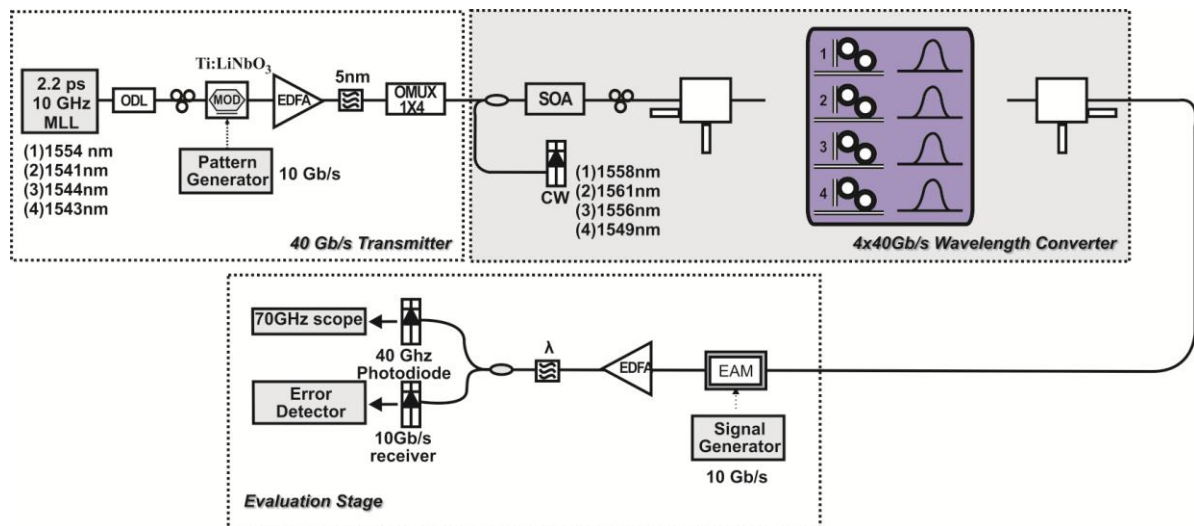 2.2 ps
10 GHz
MLL
(1)1554 nm
(2)1541nm
(3)1544nm
(4)1543nm
ODL
Ti:LiNbO3
MOD
Pattern
Generator
10 Gb/s
EDFA
5nm
OMUX
1X4
40 Gb/s Transmitter
SOA
CW
(1)1558nm
(2)1561nm
(3)1556nm
(4)1549nm
1
2
3
4
4x40Gb/s Wavelength Converter
70GHz scope
Error
Detector
40 Ghz
Photodiode
10Gb/s
receiver
λ
EDFA
EAM
Signal
Generator
10 Gb/s
Evaluation Stage